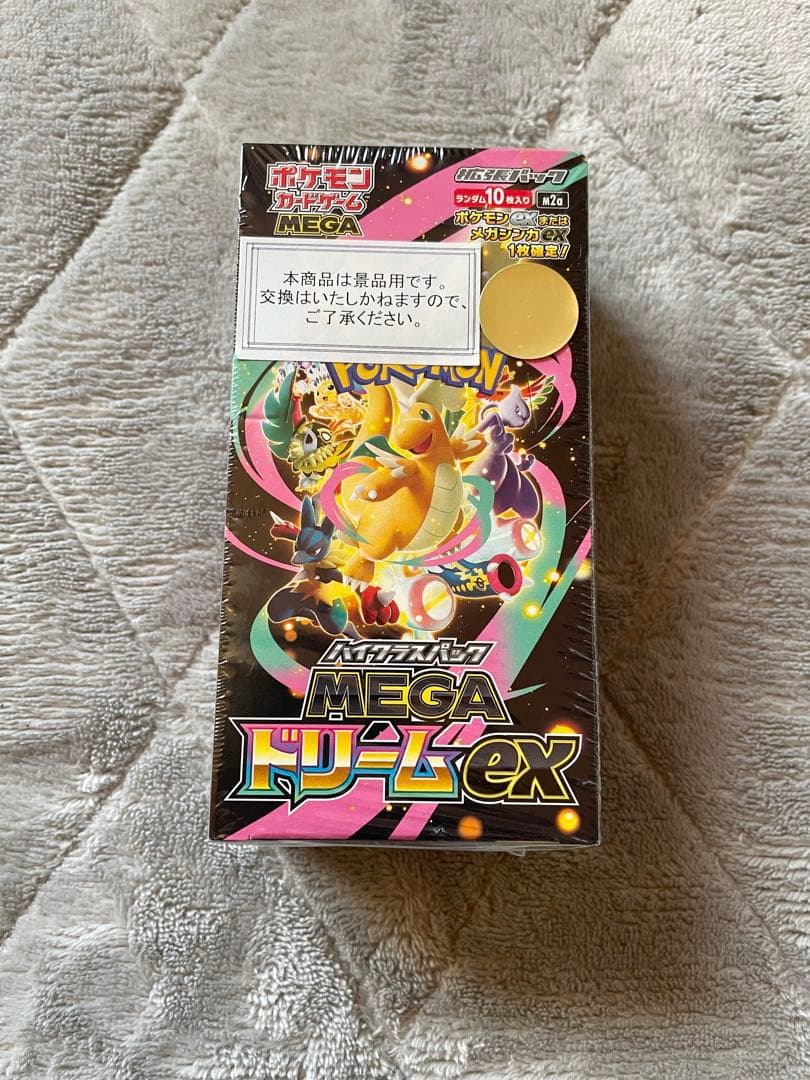 ポケモン
カードゲーム
MEGA
拡張パック
ランダム10枚入り
M2a
ポケモンexまたは
メガシンカex
1枚確定!
本商品は景品用です。
交換はいたしかねますので、
ご了承ください。
POKÉMON
ハイクラスパック
MEGA
ドリームex